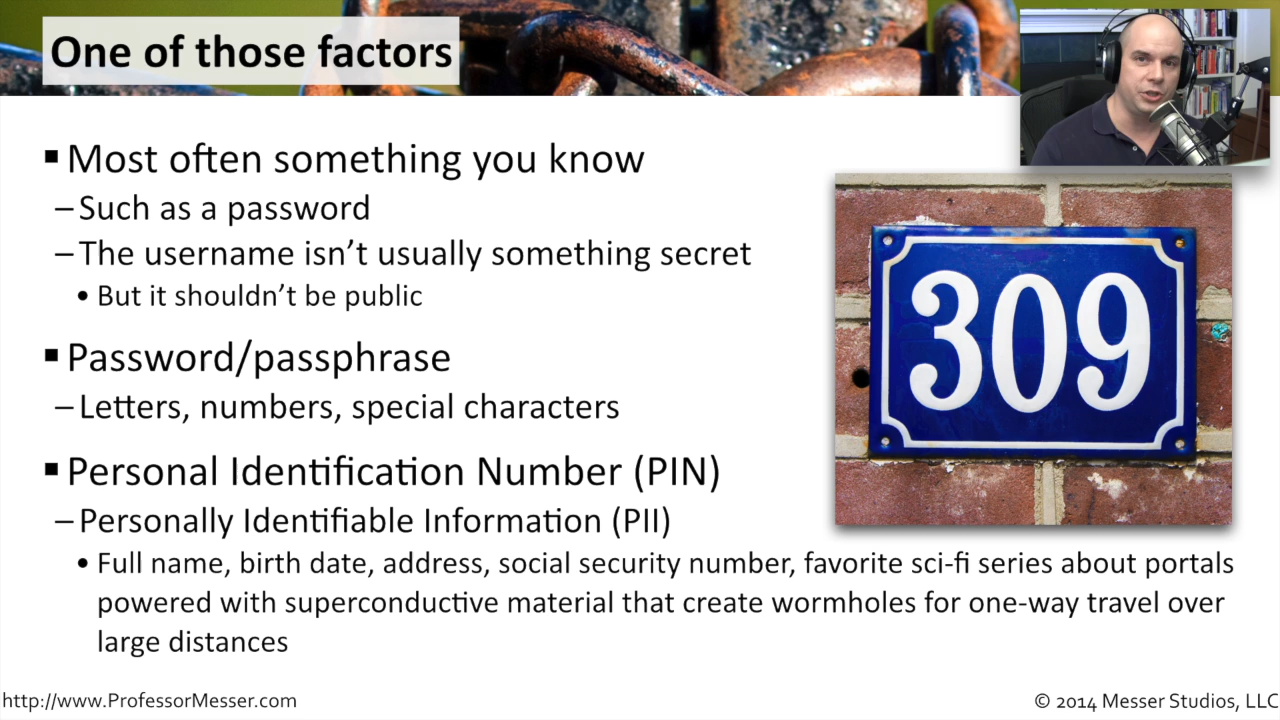 One of those factors
▪ Most often something you know
– Such as a password
– The username isn’t usually something secret
• But it shouldn’t be public
▪ Password/passphrase
– Letters, numbers, special characters
▪ Personal Identification Number (PIN)
– Personally Identifiable Information (PII)
• Full name, birth date, address, social security number, favorite sci-fi series about portals
powered with superconductive material that create wormholes for one-way travel over
large distances
309
http://www.ProfessorMesser.com
© 2014 Messer Studios, LLC